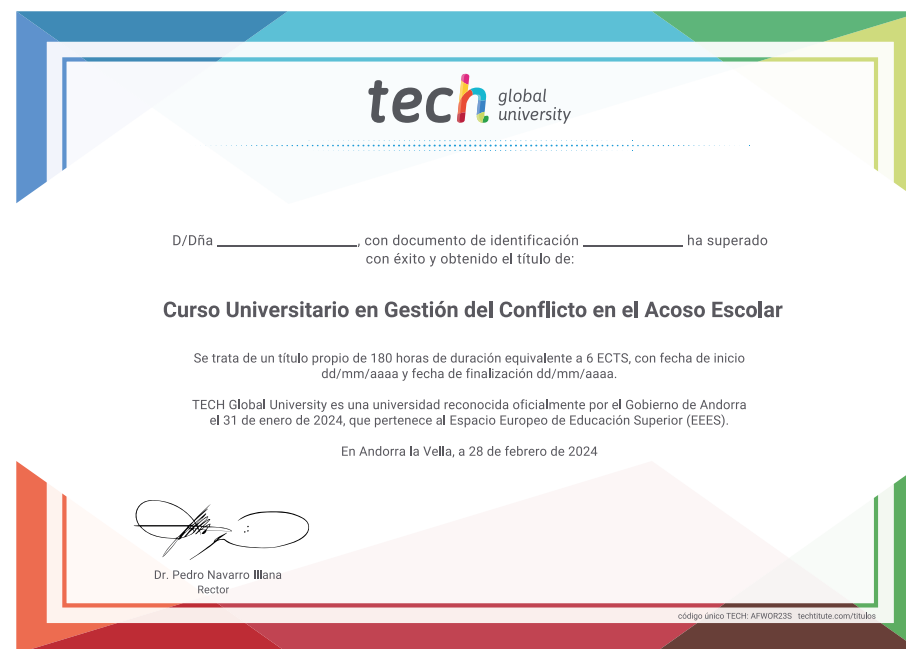 tech global university
D/Dña ____________, con documento de identificación ____________ ha superado
con éxito y obtenido el título de:
Curso Universitario en Gestión del Conflicto en el Acoso Escolar
Se trata de un título propio de 180 horas de duración equivalente a 6 ECTS, con fecha de inicio
dd/mm/aaaa y fecha de finalización dd/mm/aaaa.
TECH Global University es una universidad reconocida oficialmente por el Gobierno de Andorra
el 31 de enero de 2024, que pertenece al Espacio Europeo de Educación Superior (EEES).
En Andorra la Vella, a 28 de febrero de 2024
Dr. Pedro Navarro Illana
Rector
código único TECH: AFWOR23S techtitute.com/titulos